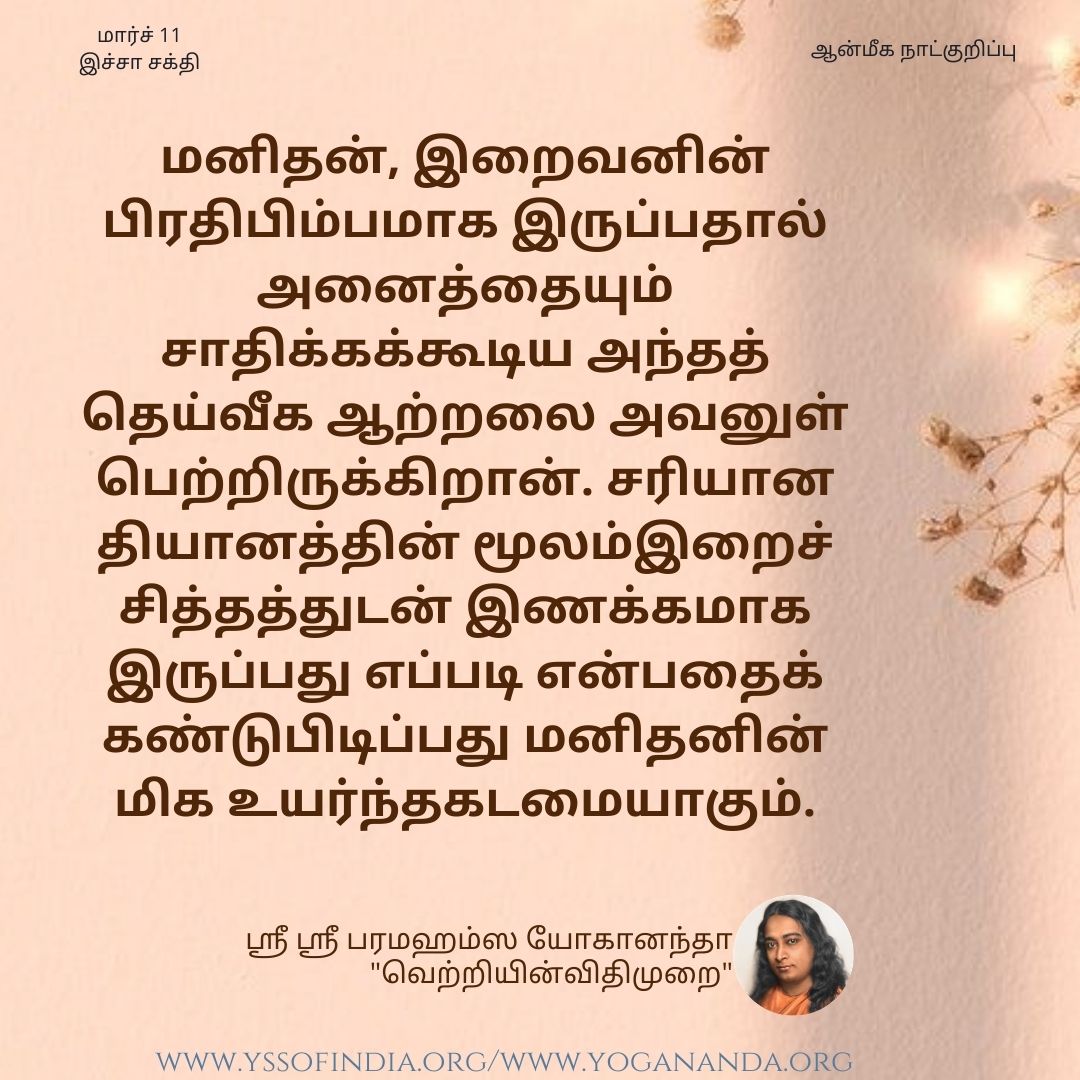 மார்ச் 11
இச்சா சக்தி
ஆன்மீக நாட்குறிப்பு
மனிதன், இறைவனின்
பிரதிபிம்பமாக இருப்பதால்
அனைத்தையும்
சாதிக்கக்கூடிய அந்தத்
தெய்வீக ஆற்றலை அவனுள்
பெற்றிருக்கிறான். சரியான
தியானத்தின் மூலம்இறைச்
சித்தத்துடன் இணக்கமாக
இருப்பது எப்படி என்பதைக்
கண்டுபிடிப்பது மனிதனின்
மிக உயர்ந்தகடமையாகும்.
ஸ்ரீ ஸ்ரீ பரமஹம்ஸ யோகானந்தா
"வெற்றியின்விதிமுறை"
WWW.YSSOFINDIA.ORG/WWW.YOGANANDA.ORG